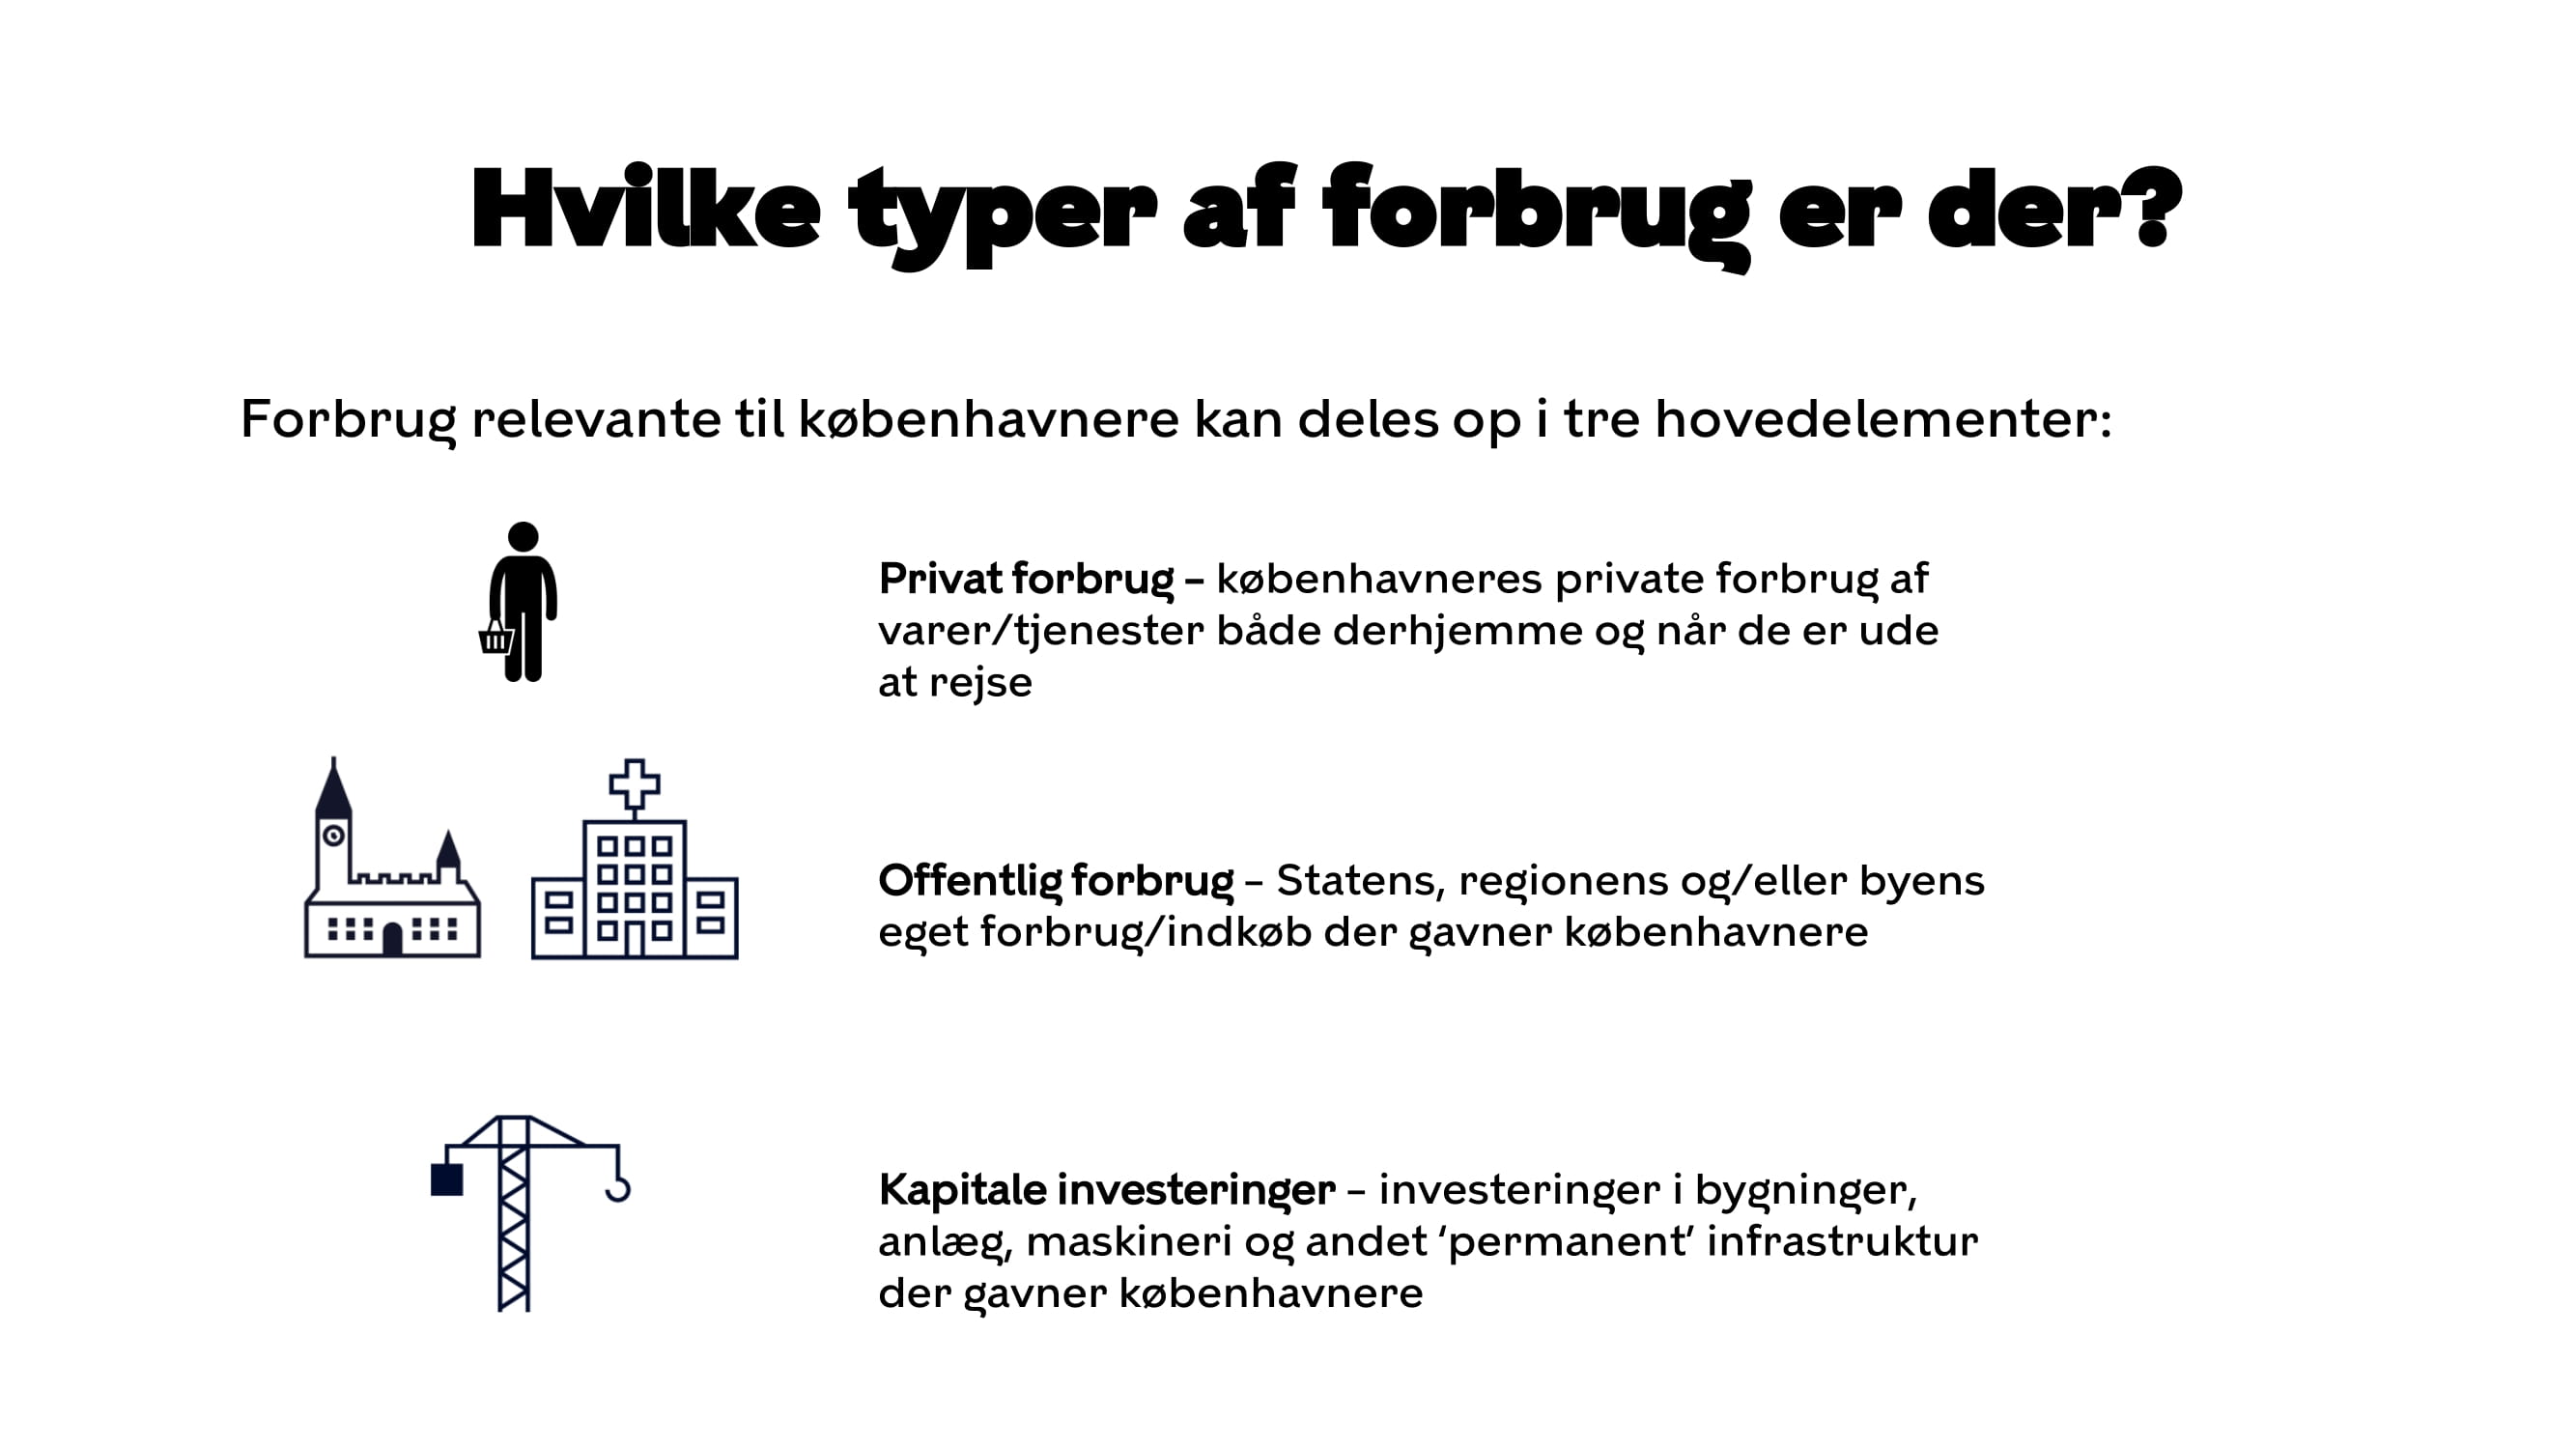 Hvilke typer af forbrug er der?
Forbrug relevante til københavnere kan deles op i tre hovedelementer:
Privat forbrug – københavneres private forbrug af
varer/tjenester både derhjemme og når de er ude
at rejse
Offentlig forbrug – Statens, regionens og/eller byens
eget forbrug/indkøb der gavner københavnere
Kapitale investeringer – investeringer i bygninger,
anlæg, maskineri og andet ‘permanent’ infrastruktur
der gavner københavnere